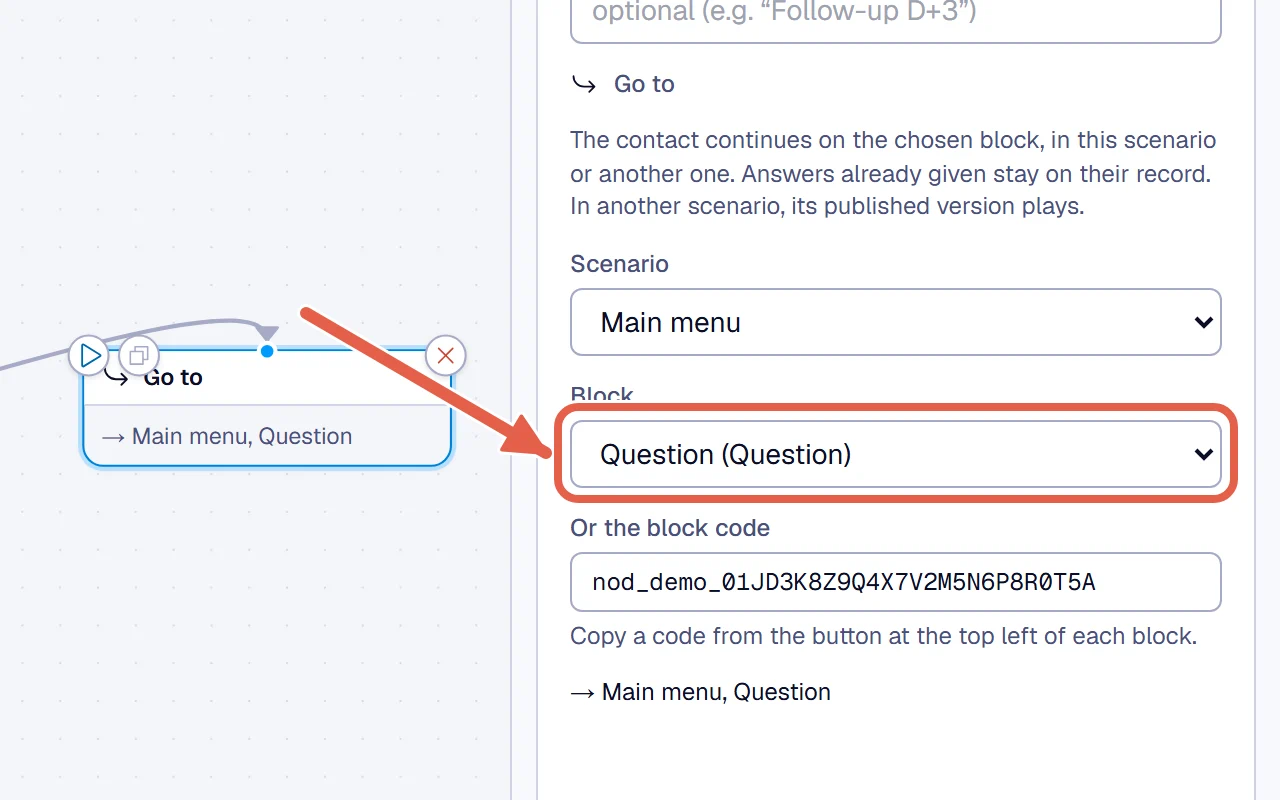 optional (e.g. “Follow-up D+3”)
Go to
The contact continues on the chosen block, in this scenario
or another one. Answers already given stay on their record.
In another scenario, its published version plays.
Scenario
Main menu
Block
Question (Question)
Or the block code
nod_demo_01JD3K8Z9Q4X7V2M5N6P8R0T5A
Copy a code from the button at the top left of each block.
→ Main menu, Question
Go to
→ Main menu, Question